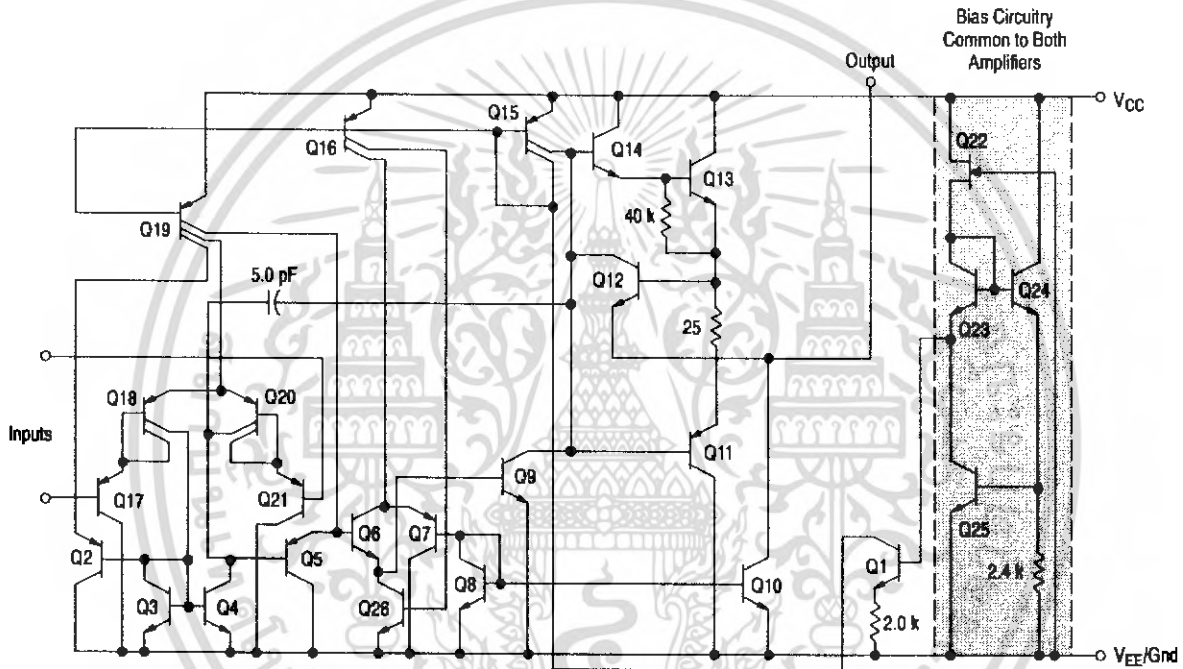 Bias Circuitry
Common to Both
Amplifiers
Output
VCC
Q15
Q22
Q16
Q14
Q13
Q19
40 k
5.0 pF
Q12
Q24
25
Q23
Q18
Q20
Inputs
Q11
Q17
Q21
Q9
Q25
Q2
Q6
Q7
Q5
Q1
Q3
Q4
Q8
Q10
2.4 k
Q26
2.0 k
VEE/Gnd